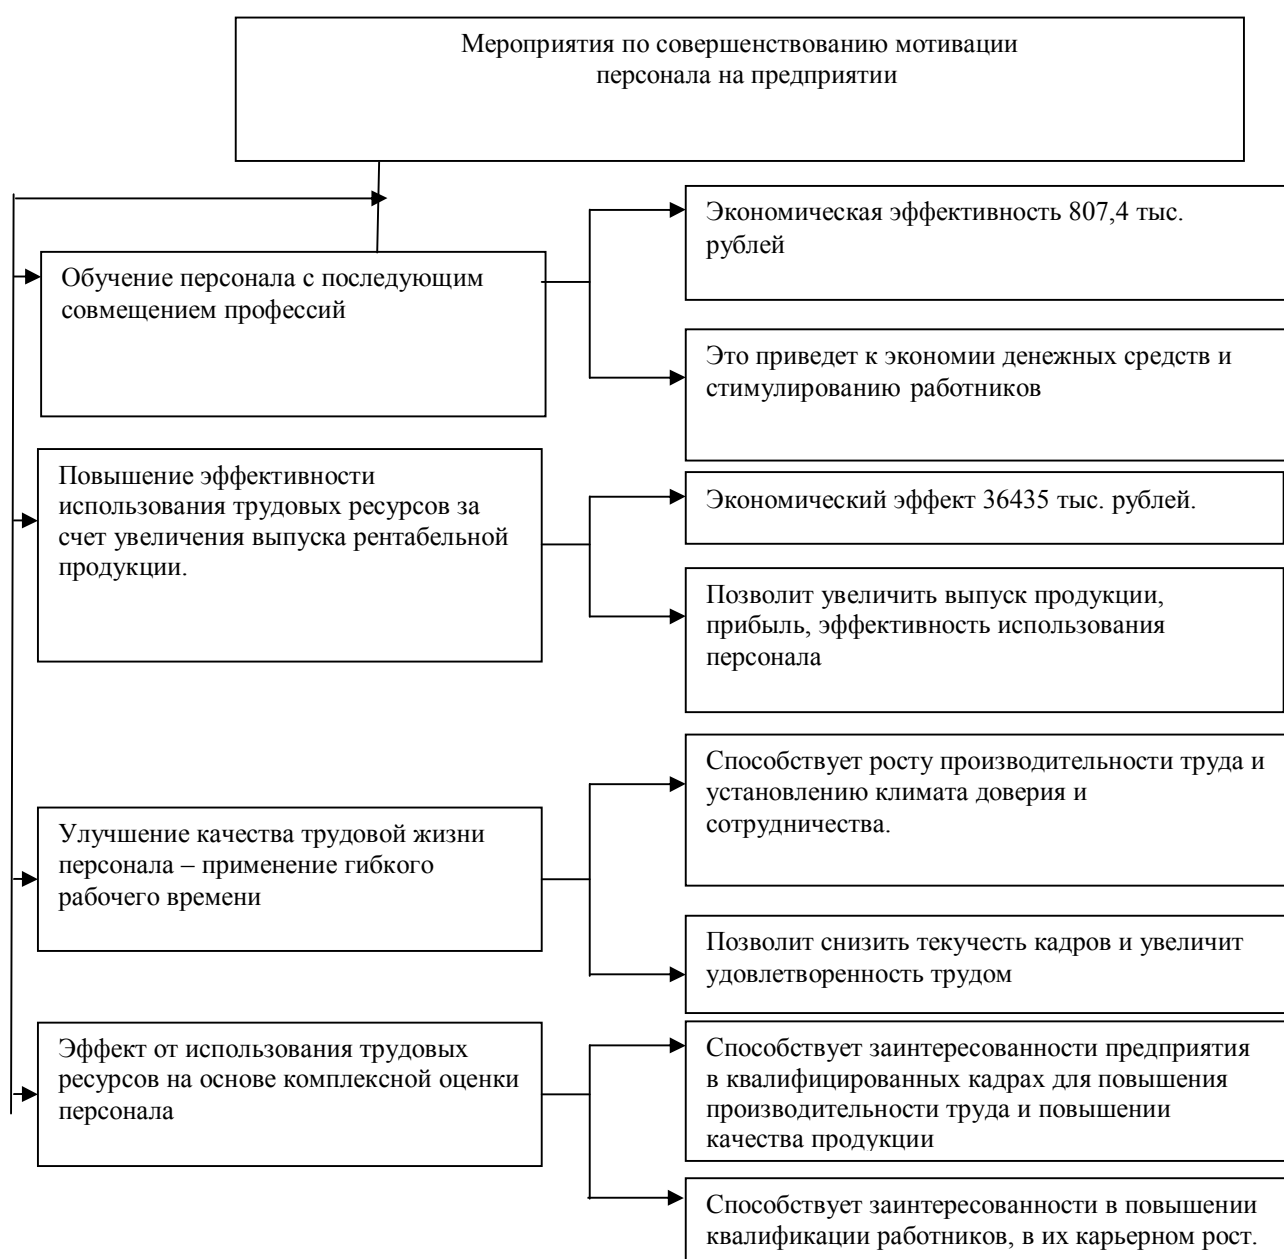 Мероприятия по совершенствованию мотивации
персонала на предприятии
Обучение персонала с последующим
совмещением профессий
Экономическая эффективность 807,4 тыс.
рублей
Это приведет к экономии денежных средств и
стимулированию работников
Повышение эффективности
использования трудовых ресурсов за
счет увеличения выпуска рентабельной
продукции.
Экономический эффект 36435 тыс. рублей.
Позволит увеличить выпуск продукции,
прибыль, эффективность использования
персонала
Улучшение качества трудовой жизни
персонала – применение гибкого
рабочего времени
Способствует росту производительности труда и
установлению климата доверия и
сотрудничества.
Позволит снизить текучесть кадров и увеличит
удовлетворенность трудом
Эффект от использования трудовых
ресурсов на основе комплексной оценки
персонала
Способствует заинтересованности предприятия
в квалифицированных кадрах для повышения
производительности труда и повышении
качества продукции
Способствует заинтересованности в повышении
квалификации работников, в их карьерном рост.